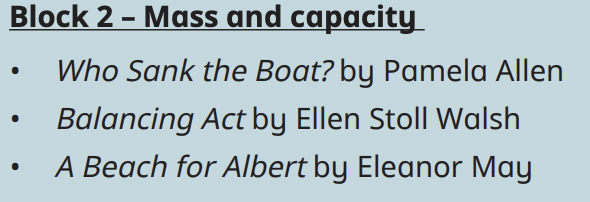 Block 2 – Mass and capacity
• Who Sank the Boat? by Pamela Allen
• Balancing Act by Ellen Stoll Walsh
• A Beach for Albert by Eleanor May